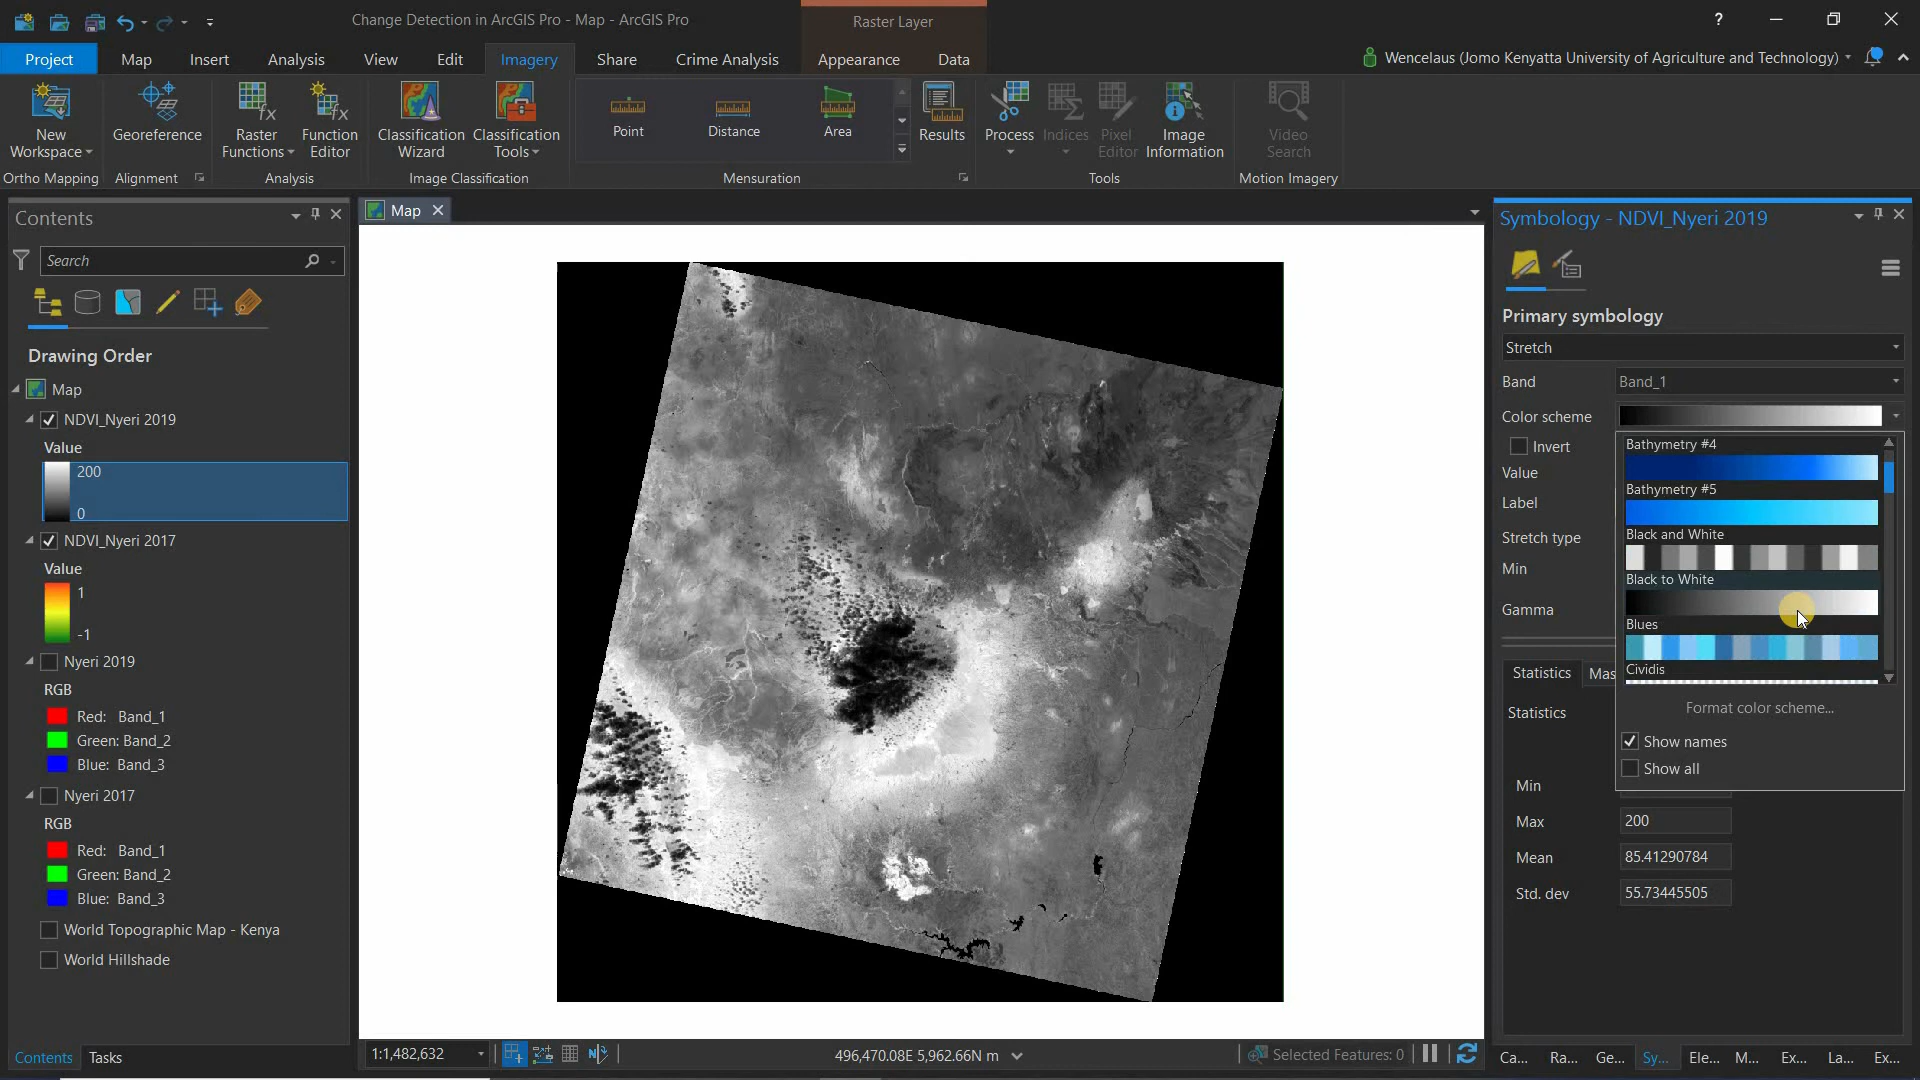 Change Detection in ArcGIS Pro - Map - ArcGIS Pro
Raster Layer
?
Project
Map
Insert
Analysis
View
Edit
Imagery
Share
Crime Analysis
Appearance
Data
Wencelaus (Jomo Kenyatta University of Agriculture and Technology)
New Workspace
Georeference
Raster Functions
Function Editor
Classification Wizard
Classification Tools
Point
Distance
Area
Results
Process
Indices
Pixel Editor
Image Information
Video Search
Ortho Mapping
Alignment
Analysis
Image Classification
Mensuration
Tools
Motion Imagery
Contents
Search
Drawing Order
Map
NDVI_Nyeri 2019
Value
200
0
NDVI_Nyeri 2017
Value
1
-1
Nyeri 2019
RGB
Red: Band_1
Green: Band_2
Blue: Band_3
Nyeri 2017
RGB
Red: Band_1
Green: Band_2
Blue: Band_3
World Topographic Map - Kenya
World Hillshade
Contents
Tasks
Map
1:1,482,632
496,470.08E 5,962.66N m
Selected Features: 0
Symbology - NDVI_Nyeri 2019
Primary symbology
Stretch
Band
Band_1
Color scheme
Invert
Value
Label
Stretch type
Min
Gamma
Bathymetry #4
Bathymetry #5
Black and White
Black to White
Blues
Cividis
Format color scheme...
Show names
Show all
Statistics
Mas
Statistics
Min
Max
200
Mean
85.41290784
Std. dev
55.73445505
Ca...
Ra...
Ge...
Sy...
Ele...
M...
Ex...
La...
Ex...